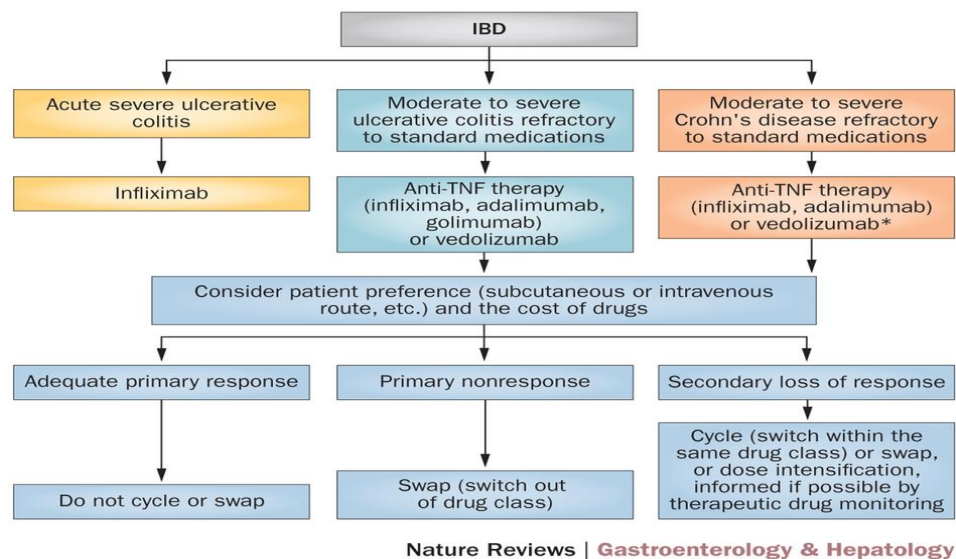 IBD
Acute severe ulcerative
colitis
Moderate to severe
ulcerative colitis refractory
to standard medications
Moderate to severe
Crohn's disease refractory
to standard medications
Infliximab
Anti-TNF therapy
(infliximab, adalimumab,
golimumab)
or vedolizumab
Anti-TNF therapy
(infliximab, adalimumab)
or vedolizumab*
Consider patient preference (subcutaneous or intravenous
route, etc.) and the cost of drugs
Adequate primary response
Primary nonresponse
Secondary loss of response
Do not cycle or swap
Swap (switch out
of drug class)
Cycle (switch within the
same drug class) or swap,
or dose intensification,
informed if possible by
therapeutic drug monitoring
Nature Reviews | Gastroenterology & Hepatology